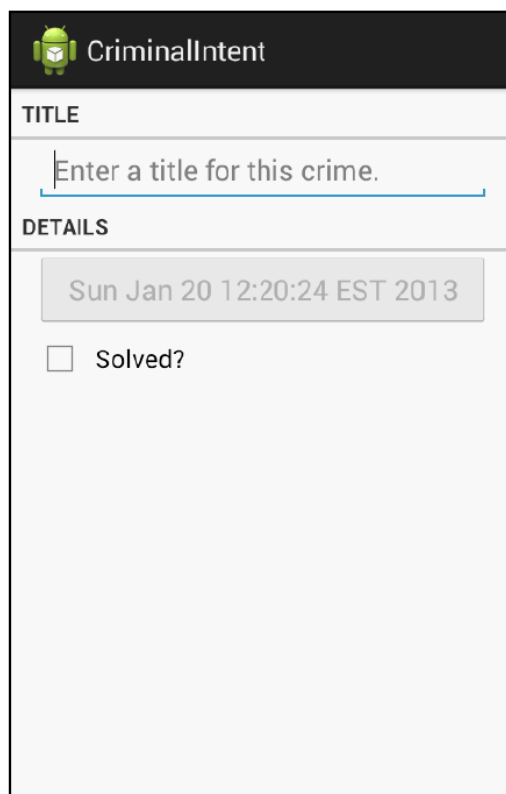 CriminalIntent
TITLE
Enter a title for this crime.
DETAILS
Sun Jan 20 12:20:24 EST 2013
Solved?